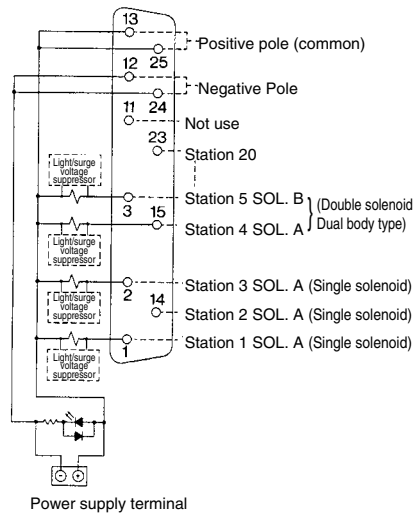 13
Positive pole (common)
12 25
Negative Pole
11 24
Not use
23
Station 20
Light/surge
voltage
suppressor
Station 5 SOL. B
3 15
(Double solenoid
Dual body type)
Station 4 SOL. A
Light/surge
voltage
suppressor
Station 3 SOL. A (Single solenoid)
2 14
Light/surge
voltage
suppressor
Station 2 SOL. A (Single solenoid)
Station 1 SOL. A (Single solenoid)
1
Light/surge
voltage
suppressor
- +
Power supply terminal